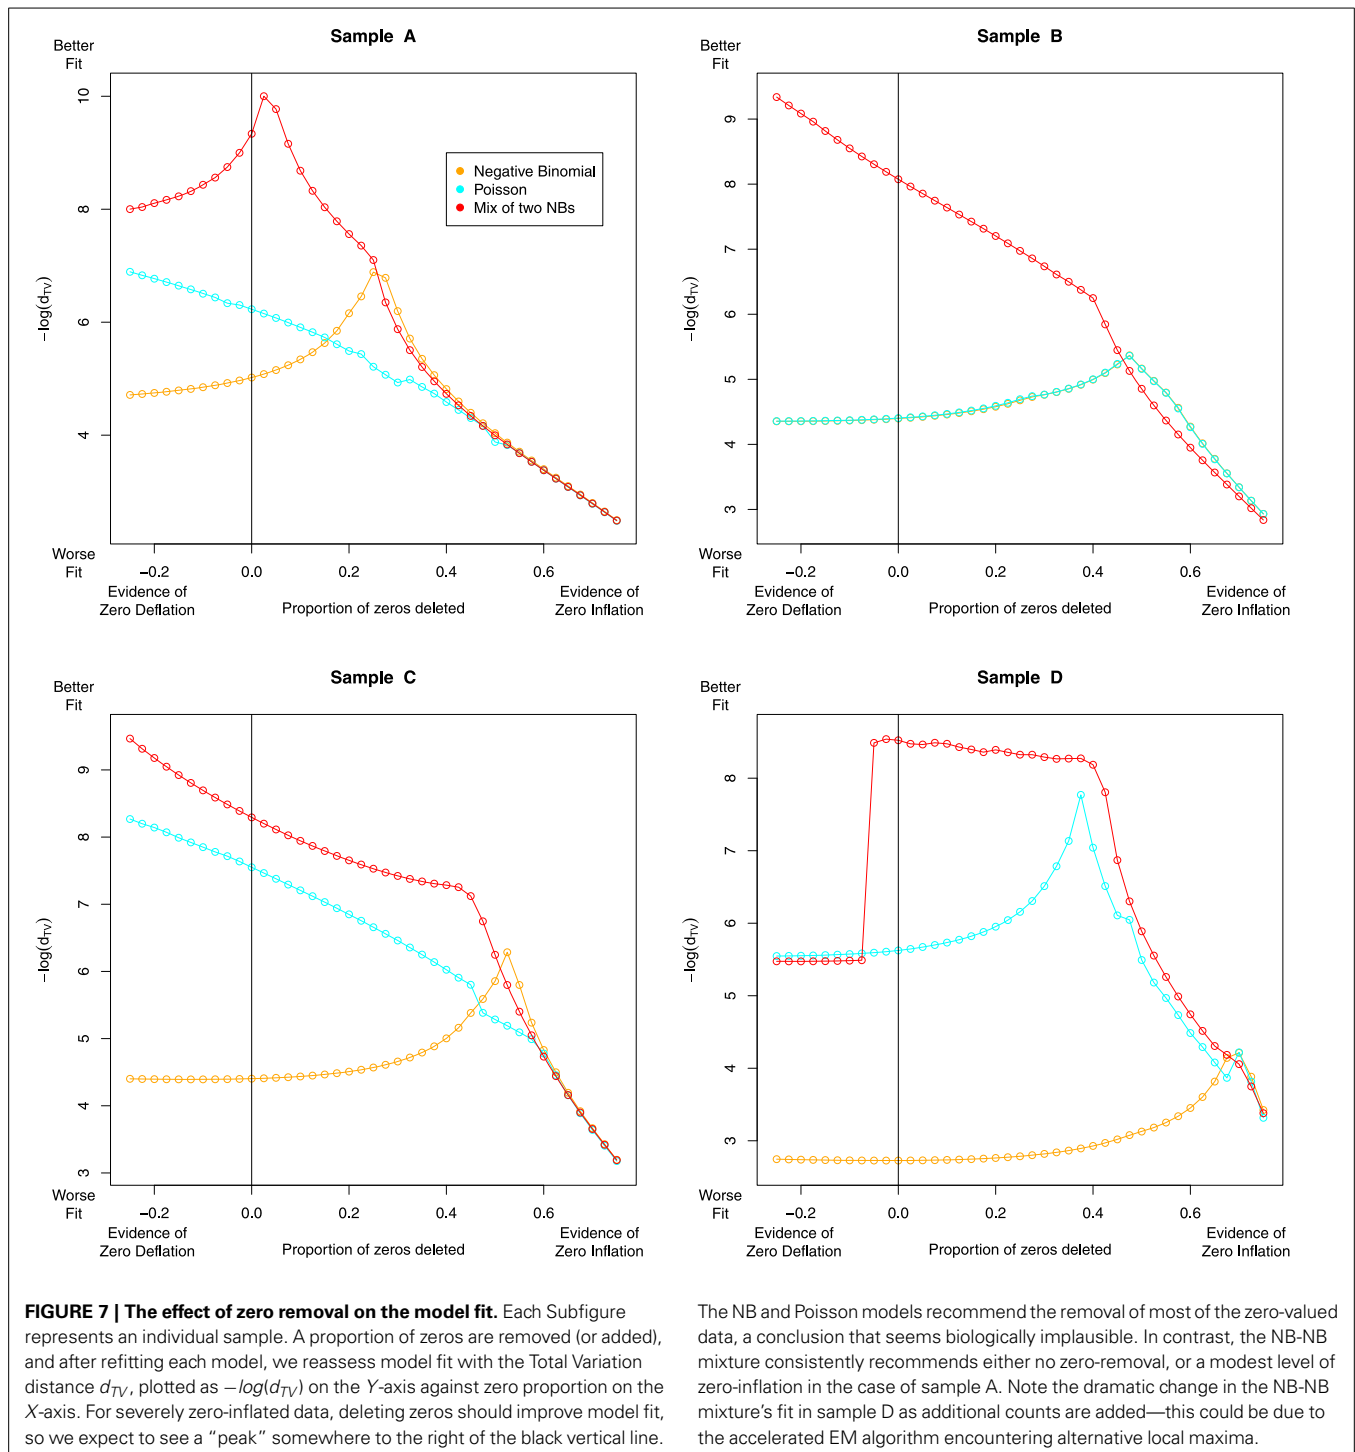 Sample A
Better
Fit
10
8
6
4
−log(dTV)
Negative Binomial
Poisson
Mix of two NBs
Worse
Fit
−0.2
0.0
0.2
0.4
0.6
Evidence of
Zero Deflation
Proportion of zeros deleted
Evidence of
Zero Inflation
Sample B
Better
Fit
9
8
7
6
5
4
3
−log(dTV)
Worse
Fit
−0.2
0.0
0.2
0.4
0.6
Evidence of
Zero Deflation
Proportion of zeros deleted
Evidence of
Zero Inflation
Sample C
Better
Fit
9
8
7
6
5
4
3
−log(dTV)
Worse
Fit
−0.2
0.0
0.2
0.4
0.6
Evidence of
Zero Deflation
Proportion of zeros deleted
Evidence of
Zero Inflation
Sample D
Better
Fit
8
7
6
5
4
3
−log(dTV)
Worse
Fit
−0.2
0.0
0.2
0.4
0.6
Evidence of
Zero Deflation
Proportion of zeros deleted
Evidence of
Zero Inflation
FIGURE 7 | The effect of zero removal on the model fit. Each Subfigure
represents an individual sample. A proportion of zeros are removed (or added),
and after refitting each model, we reassess model fit with the Total Variation
distance dTV, plotted as −log(dTV) on the Y-axis against zero proportion on the
X-axis. For severely zero-inflated data, deleting zeros should improve model fit,
so we expect to see a “peak” somewhere to the right of the black vertical line.
The NB and Poisson models recommend the removal of most of the zero-valued
data, a conclusion that seems biologically implausible. In contrast, the NB-NB
mixture consistently recommends either no zero-removal, or a modest level of
zero-inflation in the case of sample A. Note the dramatic change in the NB-NB
mixture’s fit in sample D as additional counts are added—this could be due to
the accelerated EM algorithm encountering alternative local maxima.